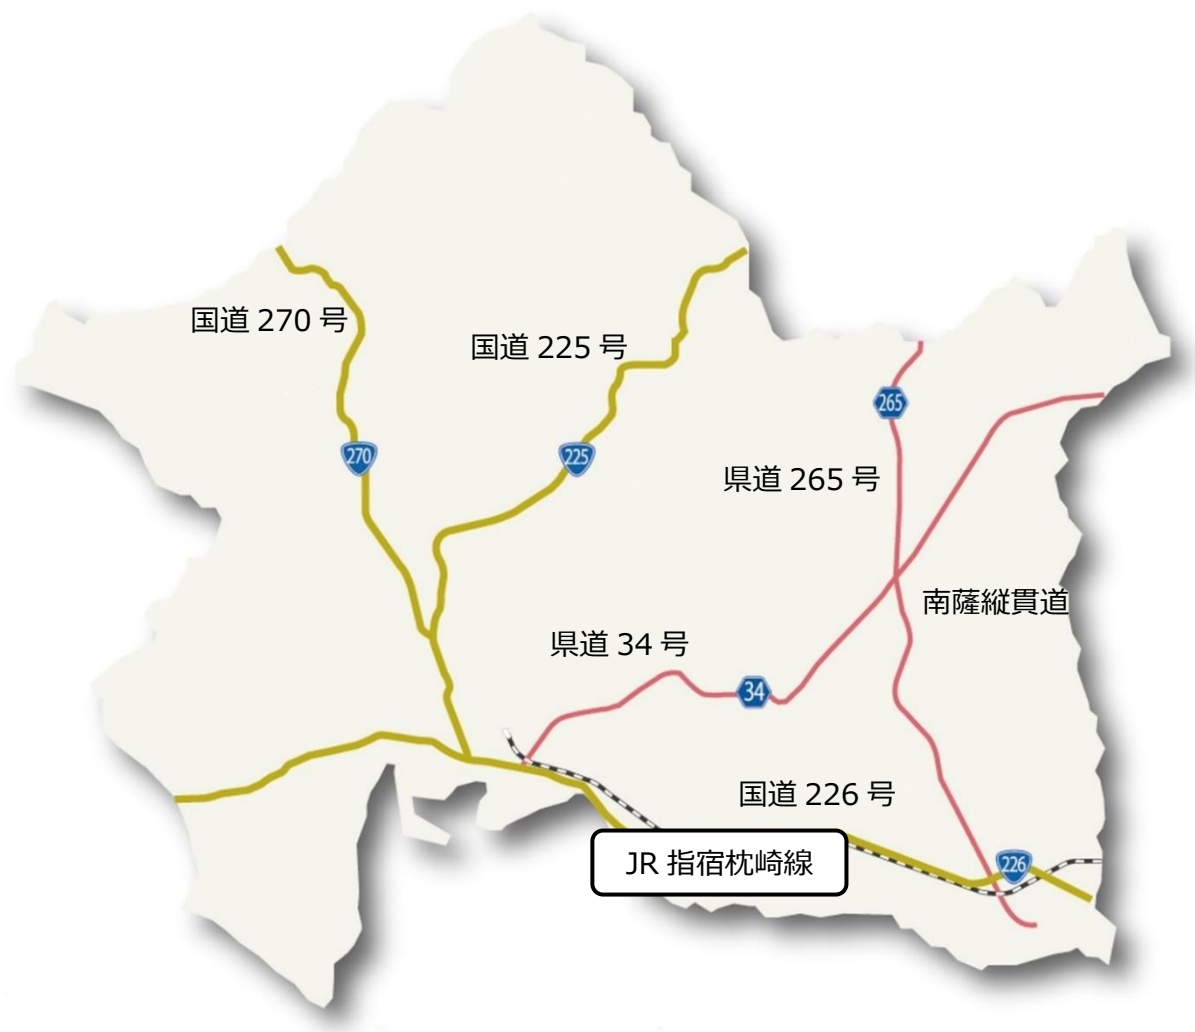 国道 270 号
国道 225 号
265
270
225
県道 265 号
南薩縦貫道
県道 34 号
34
国道 226 号
JR 指宿枕崎線
226